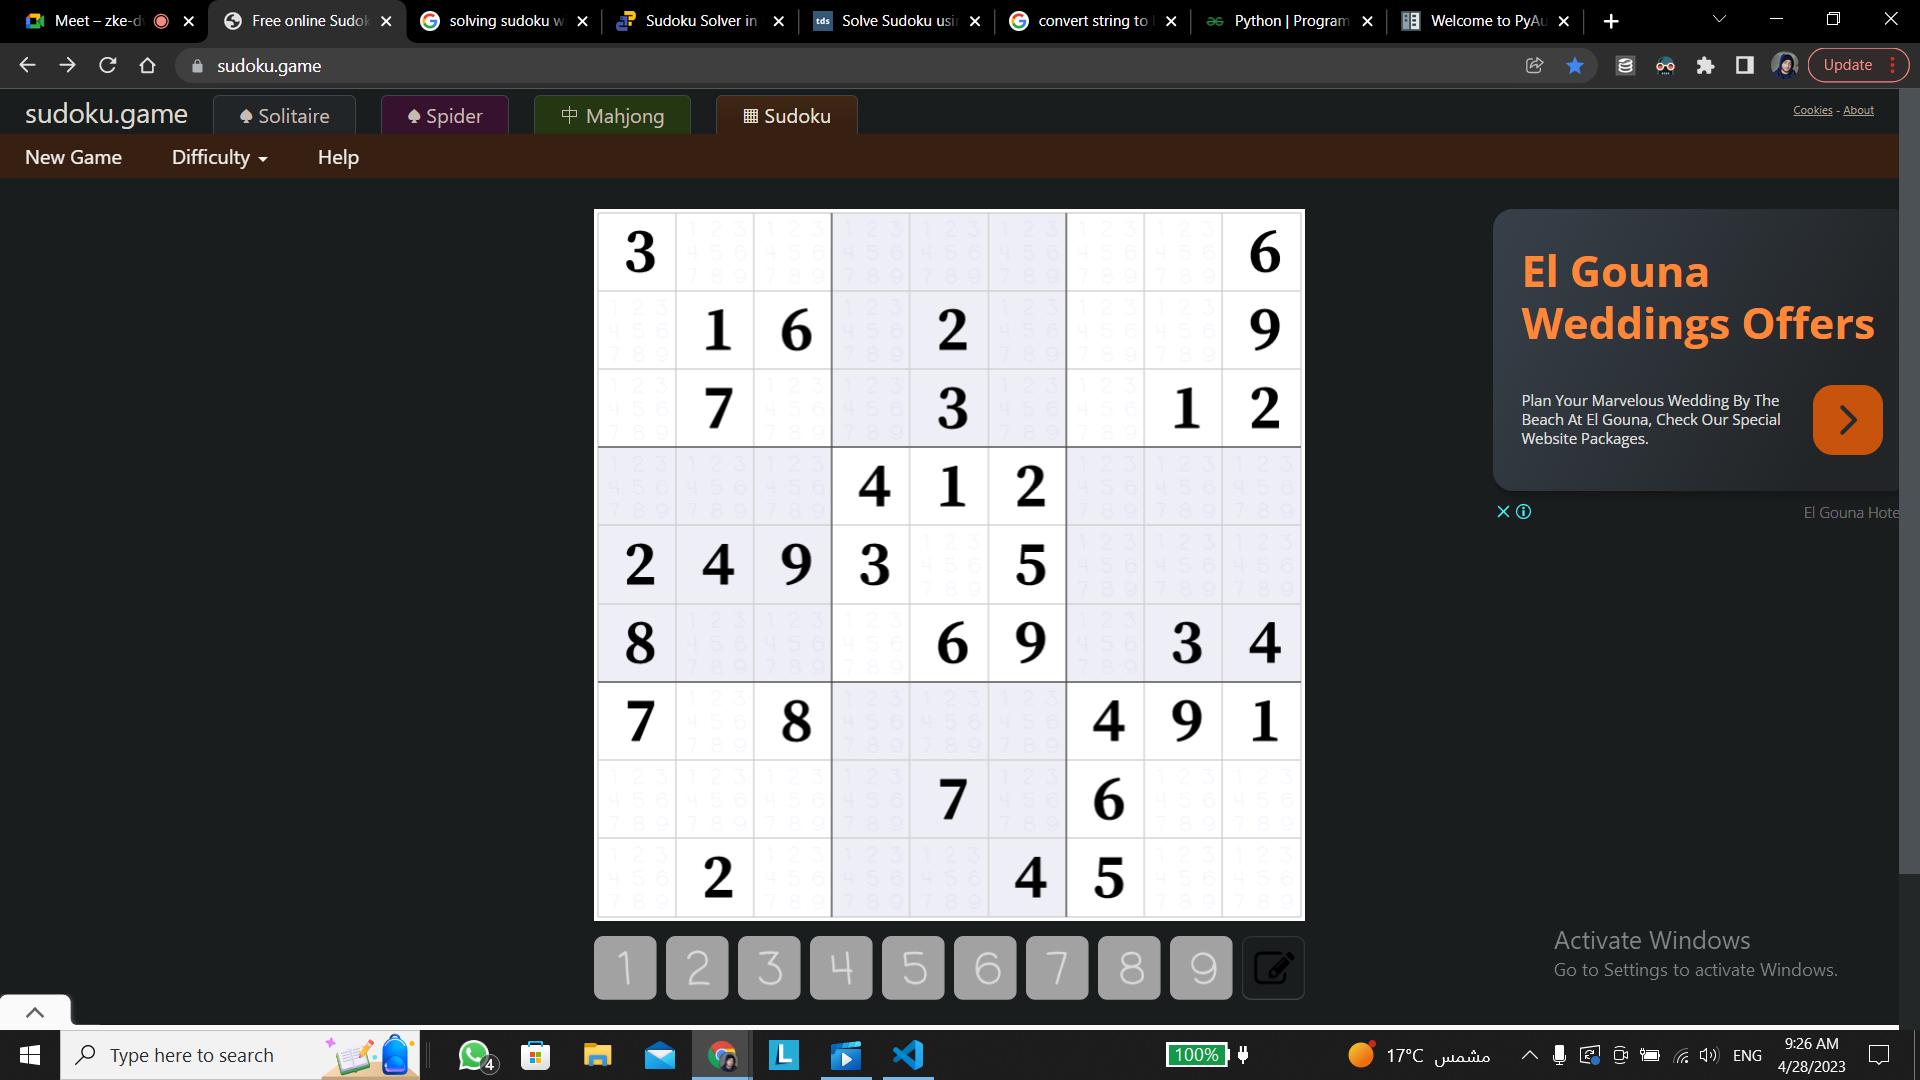 Meet – zke-d
Free online Sudok
solving sudoku w
Sudoku Solver in
tds
Solve Sudoku usi
convert string to
Python | Program
Welcome to PyAu
sudoku.game
Update
sudoku.game
Solitaire
Spider
中 Mahjong
Sudoku
Cookies - About
New Game
Difficulty
Help
3 6
1 6 2 9
7 3 1 2
4 1 2
2 4 9 3 5
8 6 9 3 4
7 8 4 9 1
7 6
2 4 5
1 2 3 4 5 6 7 8 9
El Gouna
Weddings Offers
Plan Your Marvelous Wedding By The
Beach At El Gouna, Check Our Special
Website Packages.
El Gouna Hote
Activate Windows
Go to Settings to activate Windows.
Type here to search
4
L
100%
17°C مشمس
ENG
9:26 AM
4/28/2023